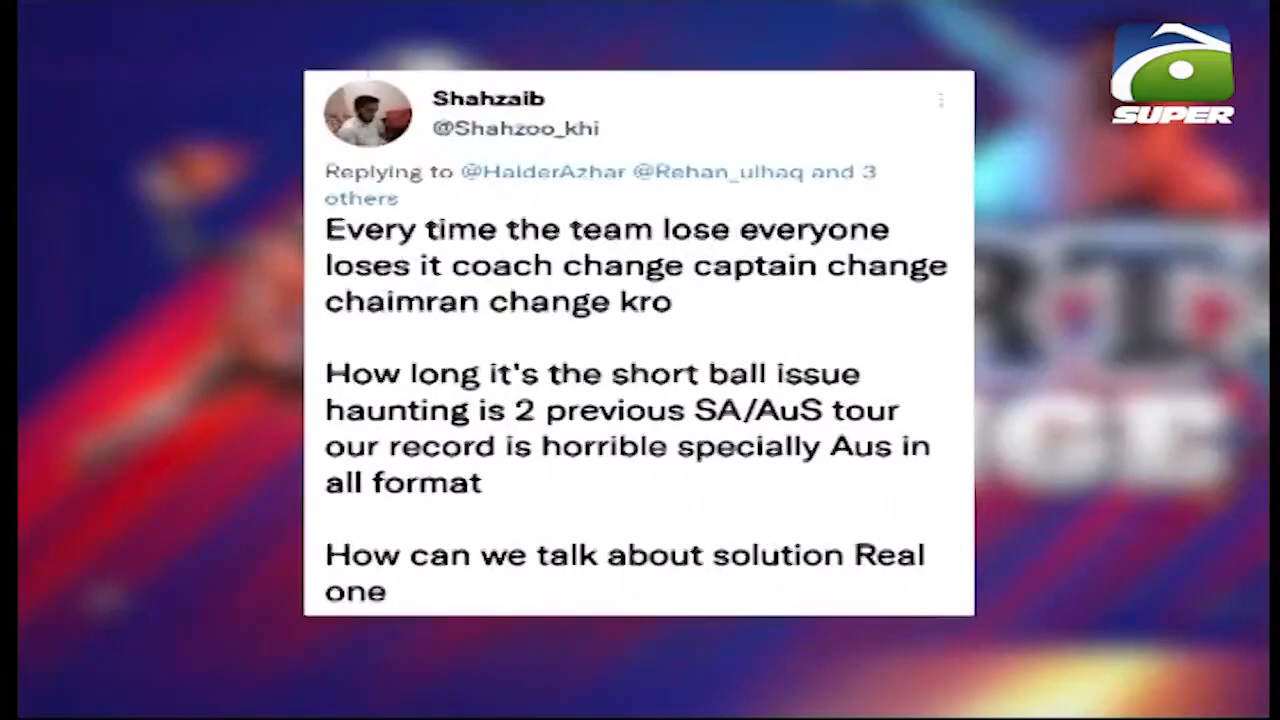 SUPER
Shahzaib
@Shahzoo_khi
Replying to @HaiderAzhar @Rehan_ulhaq and 3
others
Every time the team lose everyone
loses it coach change captain change
chaimran change kro
How long it's the short ball issue
haunting is 2 previous SA/AuS tour
our record is horrible specially Aus in
all format
How can we talk about solution Real
one